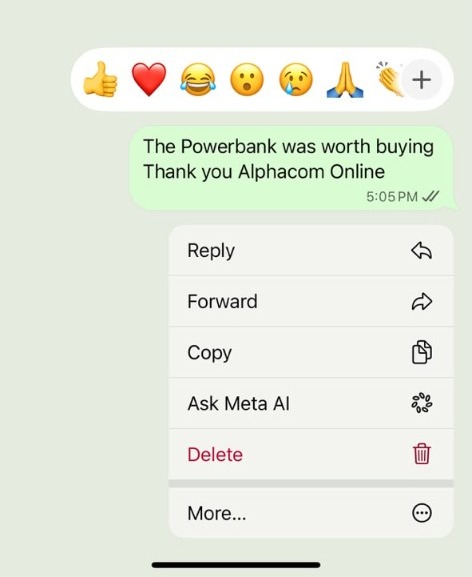 The Powerbank was worth buying
Thank you Alphacom Online
5:05 PM
Reply
Forward
Copy
Ask Meta AI
Delete
More...